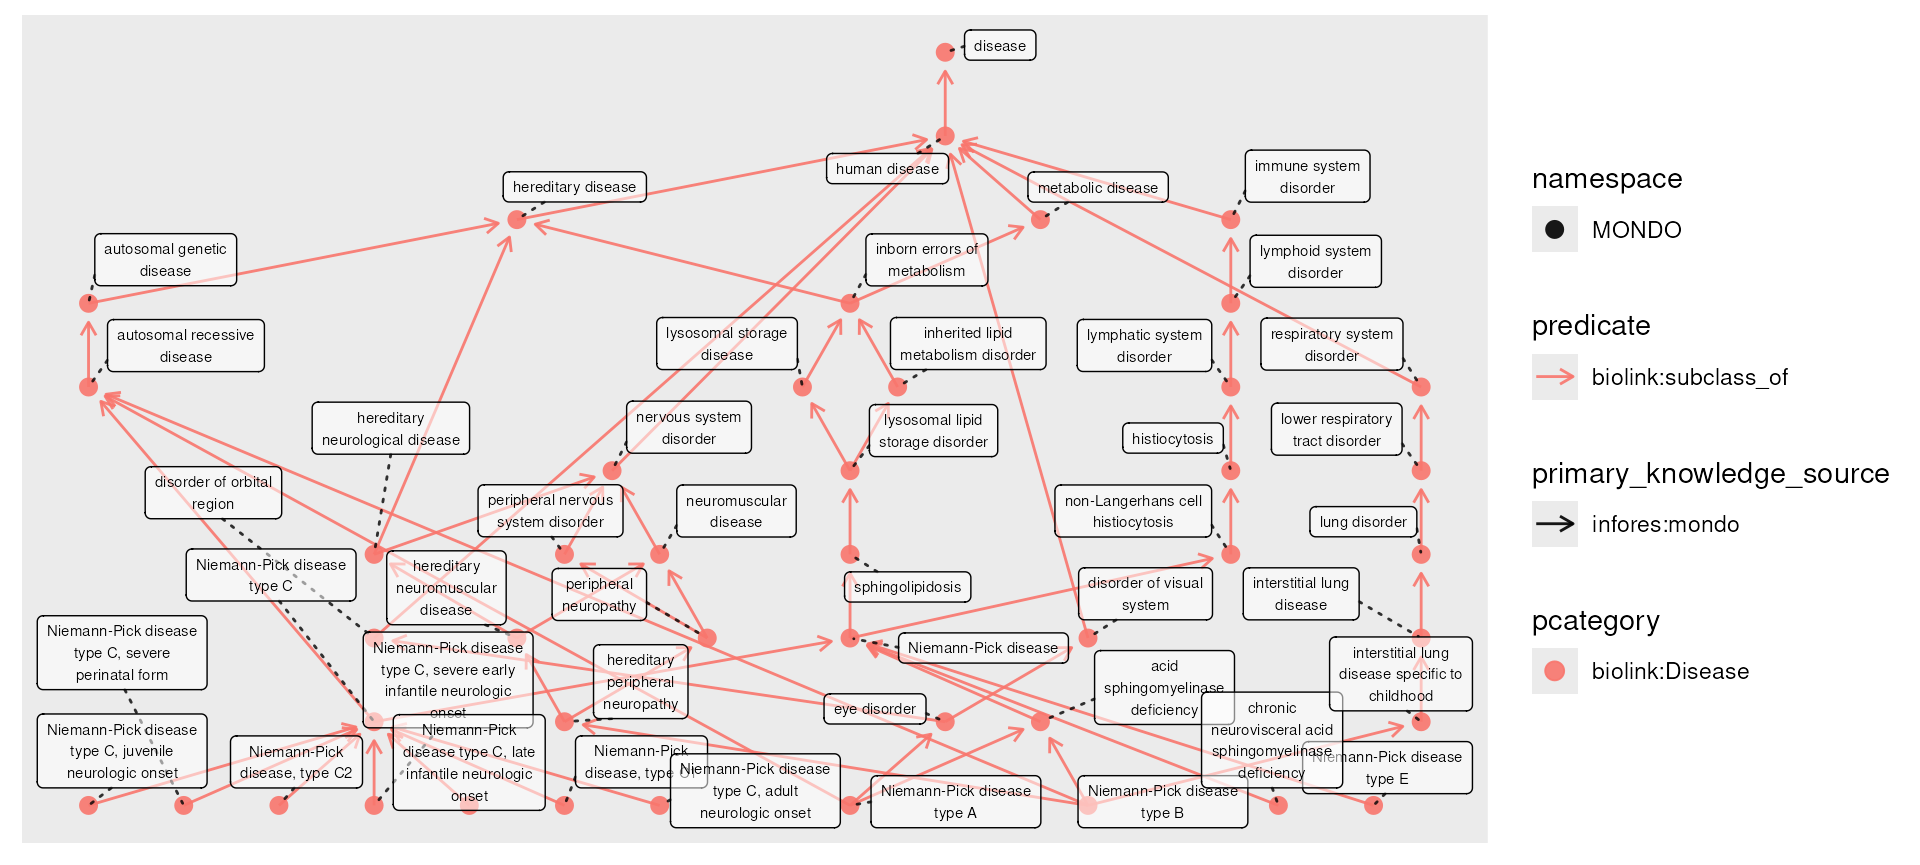 disease
human disease
hereditary disease
metabolic disease
immune system
disorder
autosomal genetic
disease
inborn errors of
metabolism
lymphoid system
disorder
autosomal recessive
disease
lysosomal storage
disease
inherited lipid
metabolism disorder
lymphatic system
disorder
respiratory system
disorder
hereditary
neurological disease
nervous system
disorder
lysosomal lipid
storage disorder
histiocytosis
lower respiratory
tract disorder
disorder of orbital
region
peripheral nervous
system disorder
neuromuscular
disease
non-Langerhans cell
histiocytosis
lung disorder
Niemann-Pick disease
type C
hereditary
neuromuscular
disease
peripheral
neuropathy
sphingolipidosis
disorder of visual
system
interstitial lung
disease
Niemann-Pick disease
type C, severe
perinatal form
Niemann-Pick disease
type C, severe early
infantile neurologic
onset
hereditary
peripheral
neuropathy
Niemann-Pick disease
acid
sphingomyelinase
deficiency
interstitial lung
disease specific to
childhood
eye disorder
chronic
neurovisceral acid
sphingomyelinase
deficiency
Niemann-Pick disease
type C, juvenile
neurologic onset
Niemann-Pick
disease, type C2
Niemann-Pick
disease type C, late
infantile neurologic
onset
Niemann-Pick
disease, type C1
Niemann-Pick disease
type C, adult
neurologic onset
Niemann-Pick disease
type A
Niemann-Pick disease
type B
Niemann-Pick disease
type E
namespace
MONDO
predicate
biolink:subclass_of
primary_knowledge_source
infores:mondo
pcategory
biolink:Disease